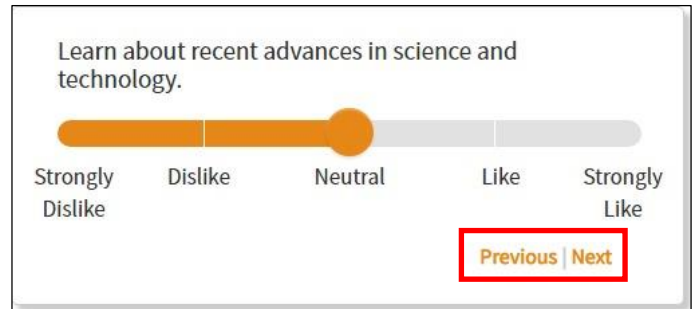 Learn about recent advances in science and
technology.
Strongly Dislike Neutral Like Strongly
Dislike Like
Previous | Next